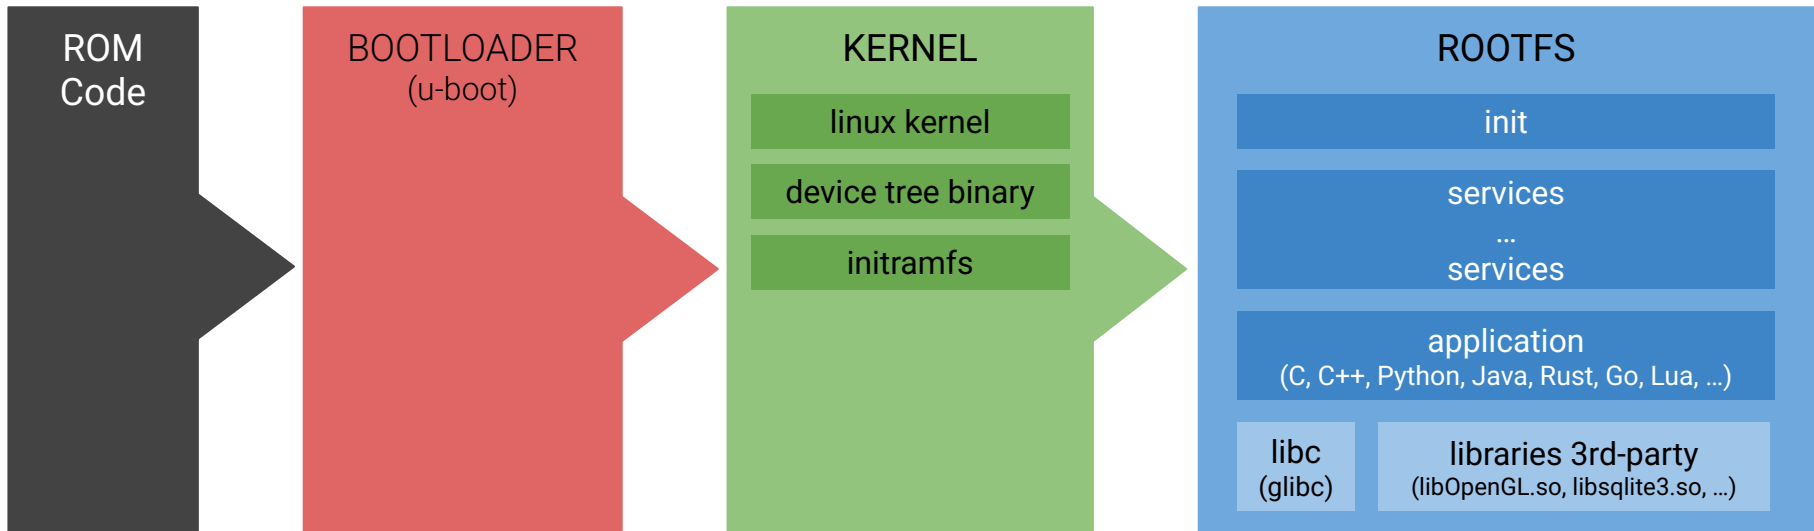 ROM
Code
BOOTLOADER
(u-boot)
KERNEL
linux kernel
device tree binary
initramfs
ROOTFS
init
services
...
services
application
(C, C++, Python, Java, Rust, Go, Lua, ...)
libc
(glibc)
libraries 3rd-party
(libOpenGL.so, libsqlite3.so, ...)